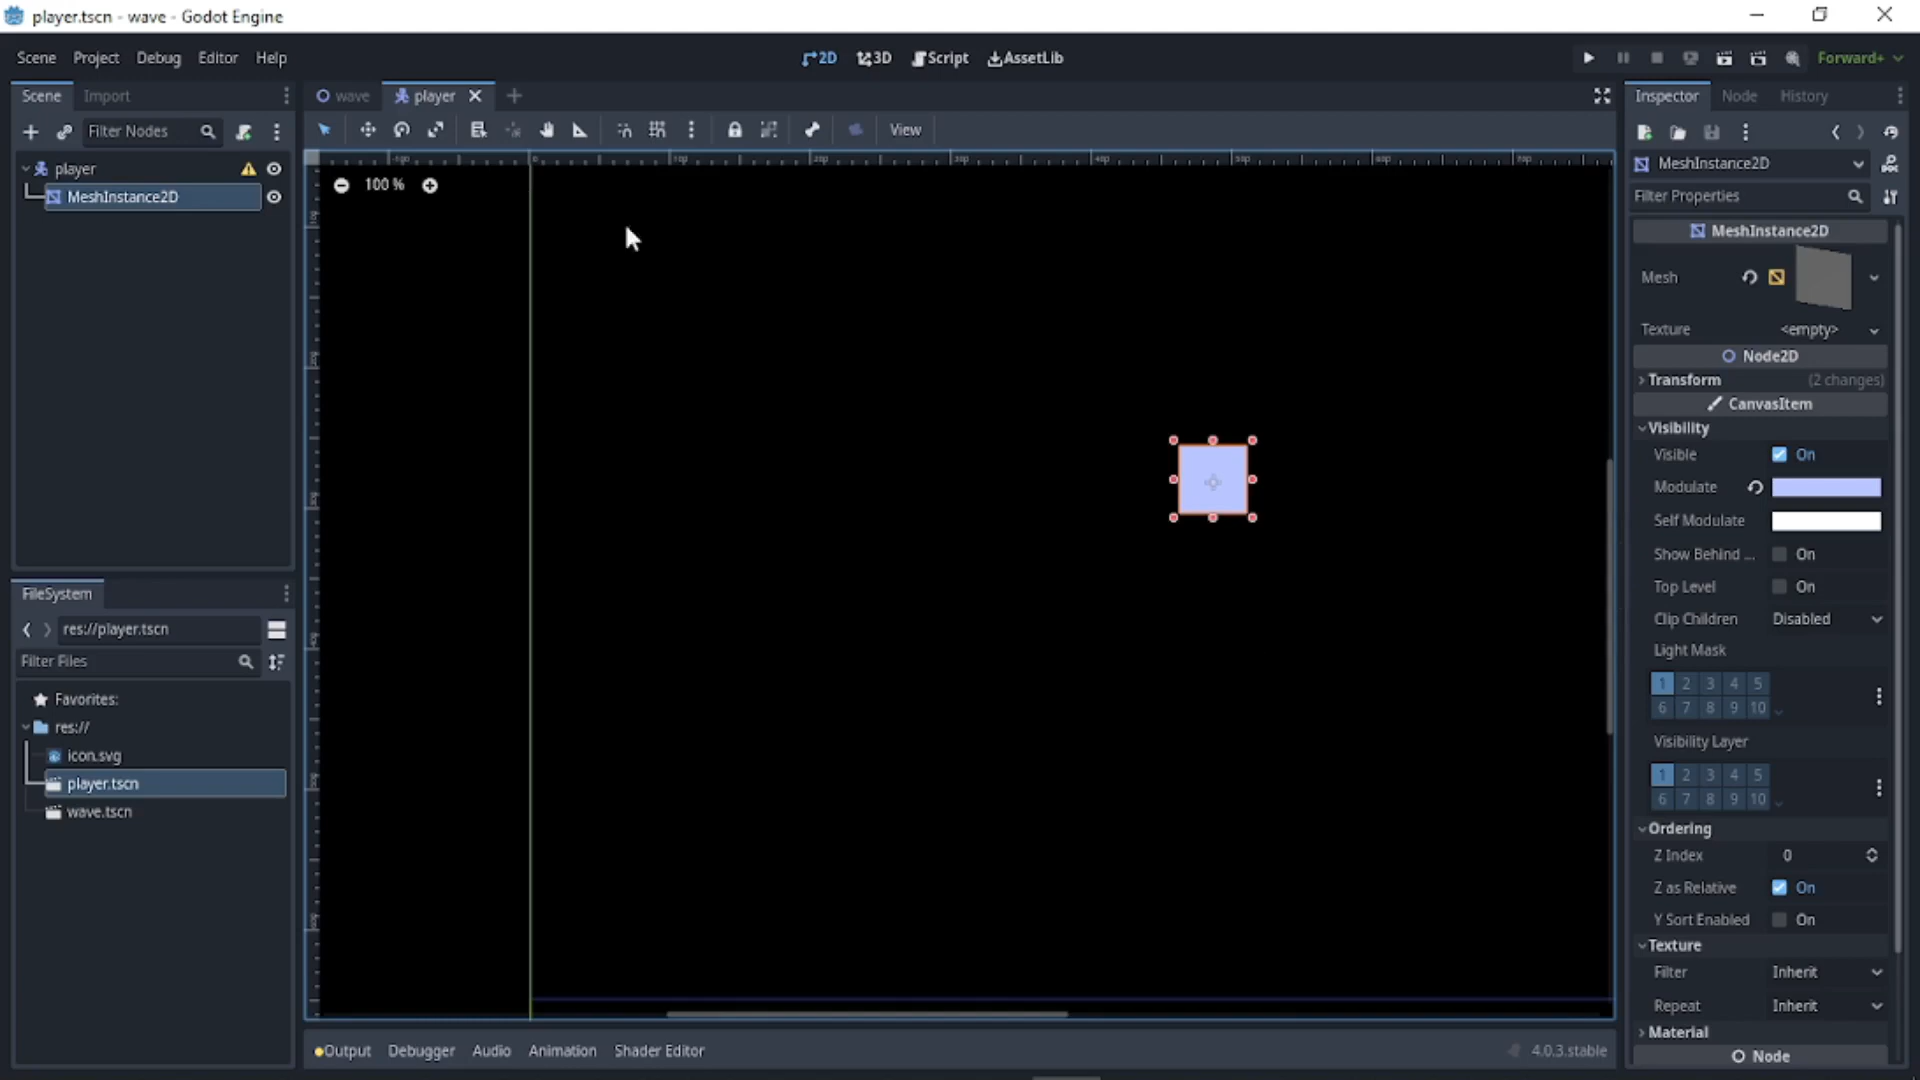 player.tscn - wave - Godot Engine
Scene Project Debug Editor Help
2D 3D Script AssetLib
Forward+
Scene Import
Filter Nodes
player
MeshInstance2D
FileSystem
res://player.tscn
Filter Files
Favorites:
res://
icon.svg
player.tscn
wave.tscn
wave player
View
100 %
Output Debugger Audio Animation Shader Editor
4.0.3.stable
Inspector Node History
MeshInstance2D
Filter Properties
MeshInstance2D
Mesh
Texture <empty>
Node2D
Transform (2 changes)
CanvasItem
Visibility
Visible On
Modulate
Self Modulate
Show Behind ... On
Top Level On
Clip Children Disabled
Light Mask
1 2 3 4 5
6 7 8 9 10
Visibility Layer
1 2 3 4 5
6 7 8 9 10
Ordering
Z Index 0
Z as Relative On
Y Sort Enabled On
Texture
Filter Inherit
Repeat Inherit
Material
Node